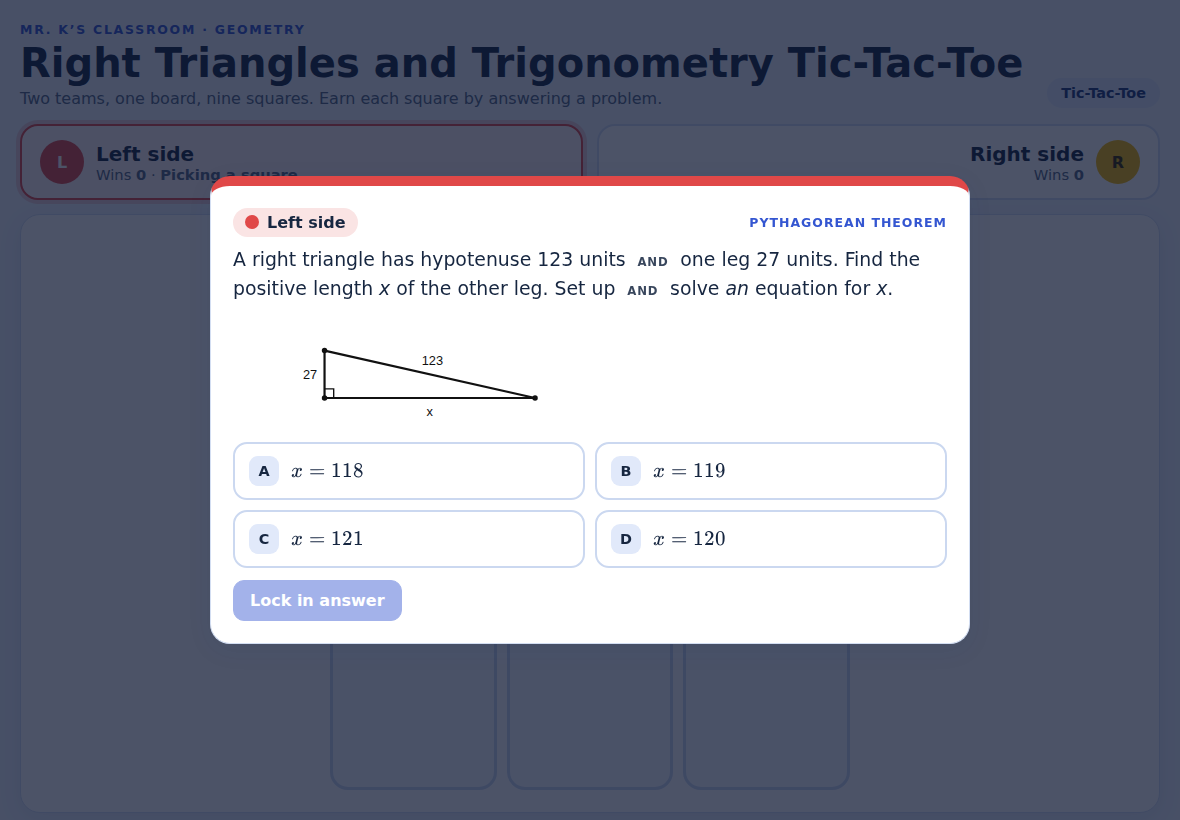 MR. K’S CLASSROOM · GEOMETRY
Right Triangles and Trigonometry Tic-Tac-Toe
Two teams, one board, nine squares. Earn each square by answering a problem.
Tic-Tac-Toe
L
Left side
Wins 0 · Picking a square
Right side
Wins 0
R
Left side
PYTHAGOREAN THEOREM
A right triangle has hypotenuse 123 units AND one leg 27 units. Find the
positive length x of the other leg. Set up AND solve an equation for x.
123
27
x
A x = 118
B x = 119
C x = 121
D x = 120
Lock in answer